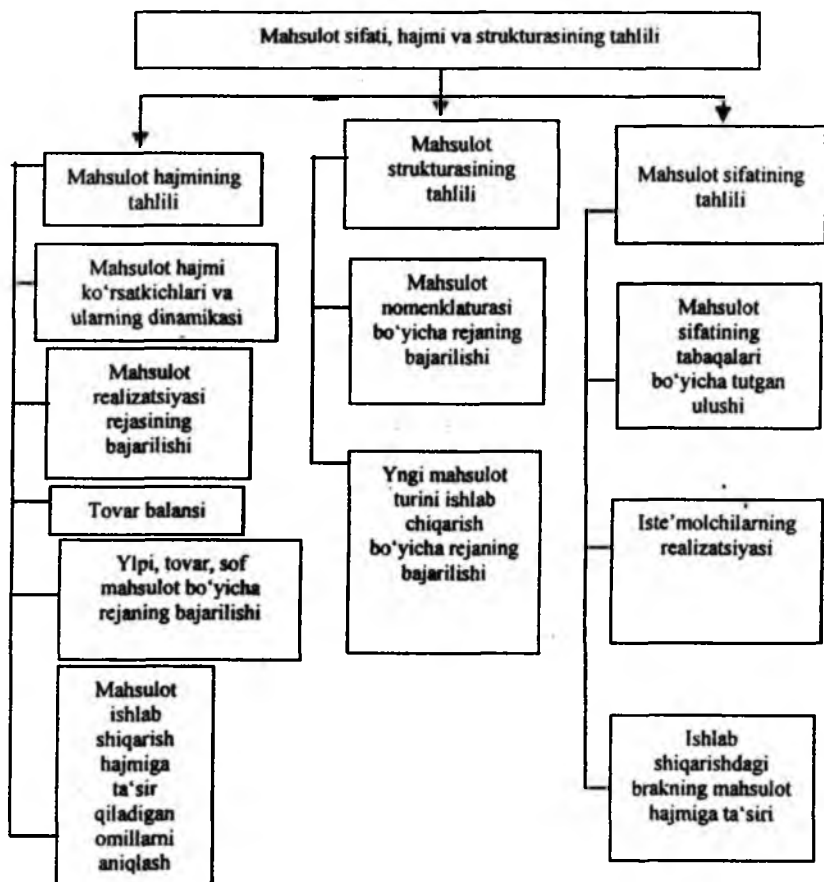 Mahsulot sifati, hajmi va strukturasining tahlili
Mahsulot hajmining
tahlili
Mahsulot hajmi
ko‘rsatkichlari va
ularning dinamikasi
Mahsulot
realizatsiyasi
rejasining
bajarilishi
Tovar balansi
Ylpi, tovar, sof
mahsulot bo‘yicha
rejaning bajarilishi
Mahsulot
ishlab
shiqarish
hajmiga
ta‘sir
qiladigan
omillarni
aniqlash
Mahsulot
strukturasining
tahlili
Mahsulot
nomenklaturasi
bo‘yicha rejaning
bajarilishi
Yngi mahsulot
turini ishlab
chiqarish
bo‘yicha rejaning
bajarilishi
Mahsulot sifatining
tahlili
Mahsulot
sifatining
tabaqalari
bo‘yicha tutgan
ulushi
Iste’molchilarning
realizatsiyasi
Ishlab
shiqarishdagi
brakning mahsulot
hajmiga ta‘siri